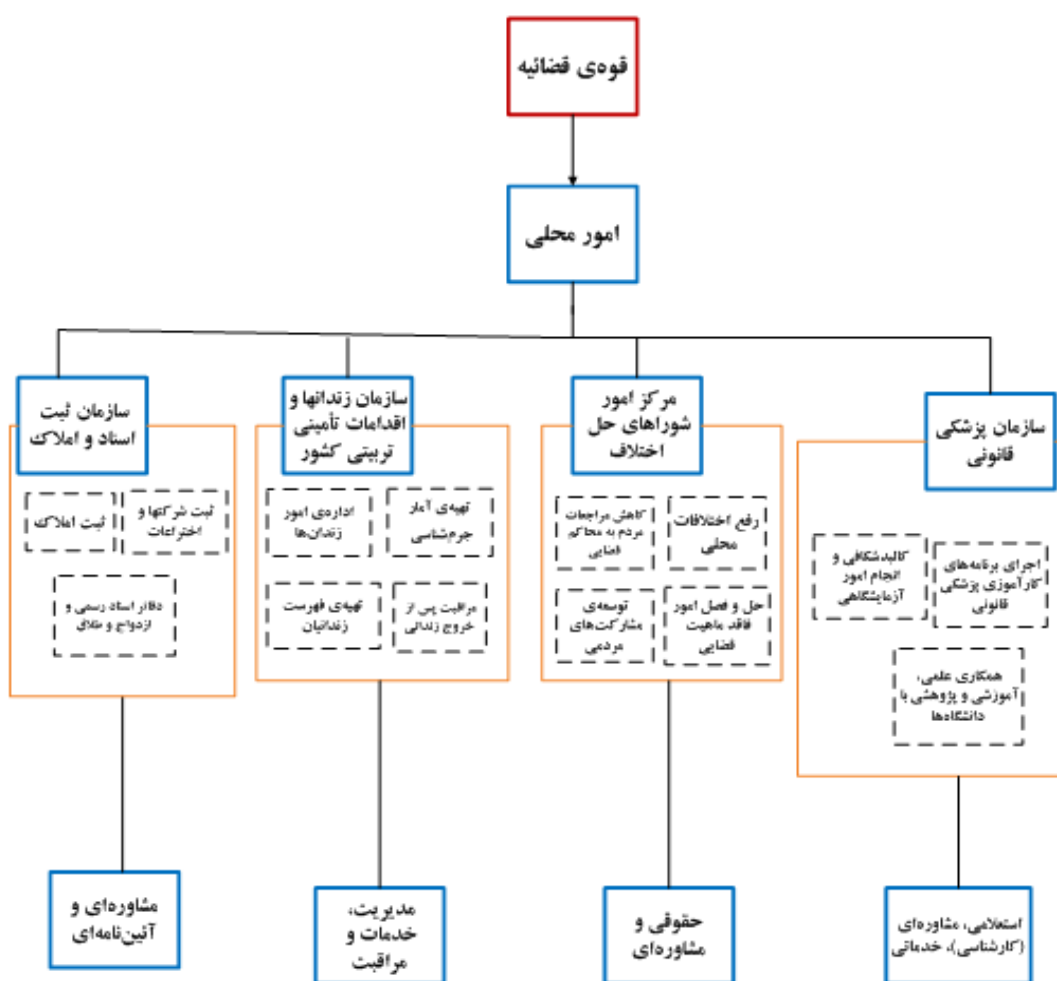 قوه‌ی قضائیه
امور محلی
سازمان پزشکی
قانونی
مرکز امور
شوراهای حل
اختلاف
سازمان زندانها و
اقدامات تأمینی
تربیتی کشور
سازمان ثبت
اسناد و املاک
اجرای برنامه‌های
کارآموزی پزشکی
قانونی
کالبدشکافی و
انجام امور
آزمایشگاهی
همکاری علمی،
آموزشی و پژوهشی با
دانشگاه‌ها
رفع اختلافات
محلی
کاهش مراجعات
مردم به محاکم
قضایی
حل و فصل امور
فاقد ماهیت
قضایی
توسعه‌ی
مشارکت‌های
مردمی
تهیه‌ی آمار
جرم‌شناسی
اداره‌ی امور
زندان‌ها
مراقبت پس از
خروج زندانی
تهیه‌ی فهرست
زندانیان
ثبت شرکتها و
اختراعات
ثبت املاک
دفاتر اسناد رسمی و
ازدواج و طلاق
استعلامی، مشاوره‌ای
(کارشناسی)، خدماتی
حقوقی و
مشاوره‌ای
مدیریت،
خدمات و
مراقبت
مشاوره‌ای و
آئین‌نامه‌ای